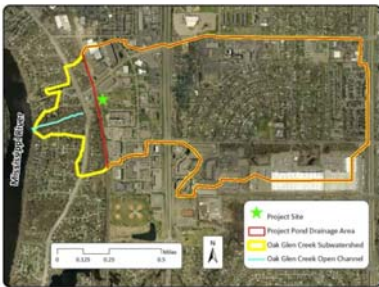 Mississippi River
Project Site
Project Pond Drainage Area
Oak Glen Creek Subwatershed
Oak Glen Creek Open Channel
Miles
0 0.125 0.25 0.5
N